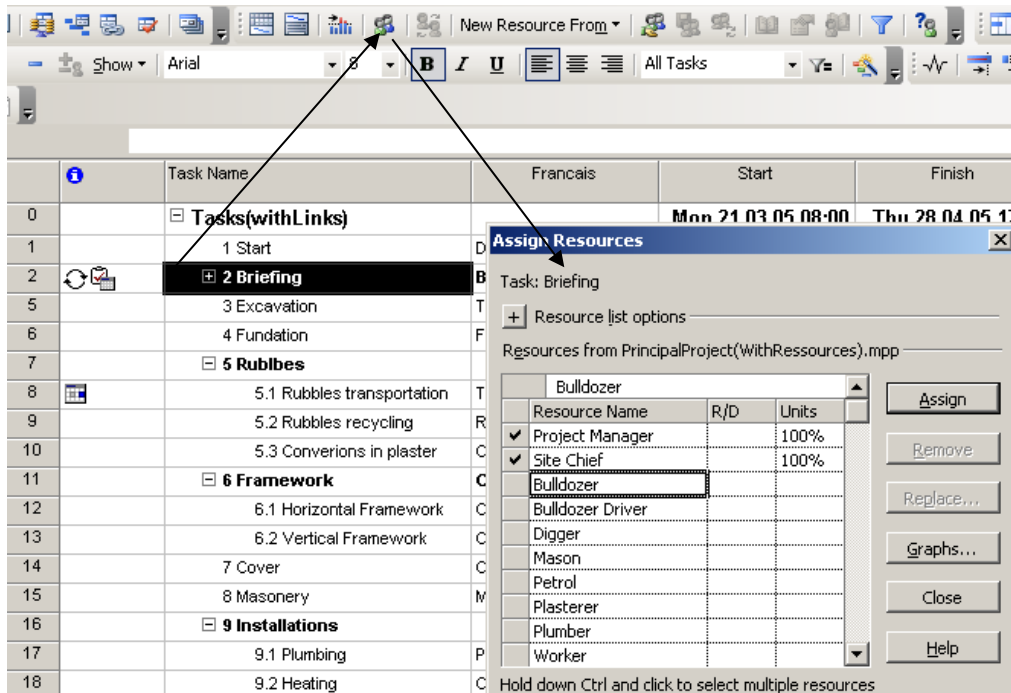 New Resource From
Show Arial 8 B I U All Tasks
Task Name Francais Start Finish
0 Tasks(withLinks) Mon 21.03.05 08:00 Thu 28.04.05 17
1 1 Start D
2 2 Briefing B
5 3 Excavation T
6 4 Fundation F
7 5 Rublbes
8 5.1 Rubbles transportation T
9 5.2 Rubbles recycling R
10 5.3 Converions in plaster C
11 6 Framework C
12 6.1 Horizontal Framework C
13 6.2 Vertical Framework C
14 7 Cover C
15 8 Masonery M
16 9 Installations
17 9.1 Plumbing P
18 9.2 Heating C
Assign Resources
Task: Briefing
+ Resource list options
Resources from PrincipalProject(WithRessources).mpp
Bulldozer
Resource Name R/D Units
Project Manager 100%
Site Chief 100%
Bulldozer
Bulldozer Driver
Digger
Mason
Petrol
Plasterer
Plumber
Worker
Assign
Remove
Replace...
Graphs...
Close
Help
Hold down Ctrl and click to select multiple resources